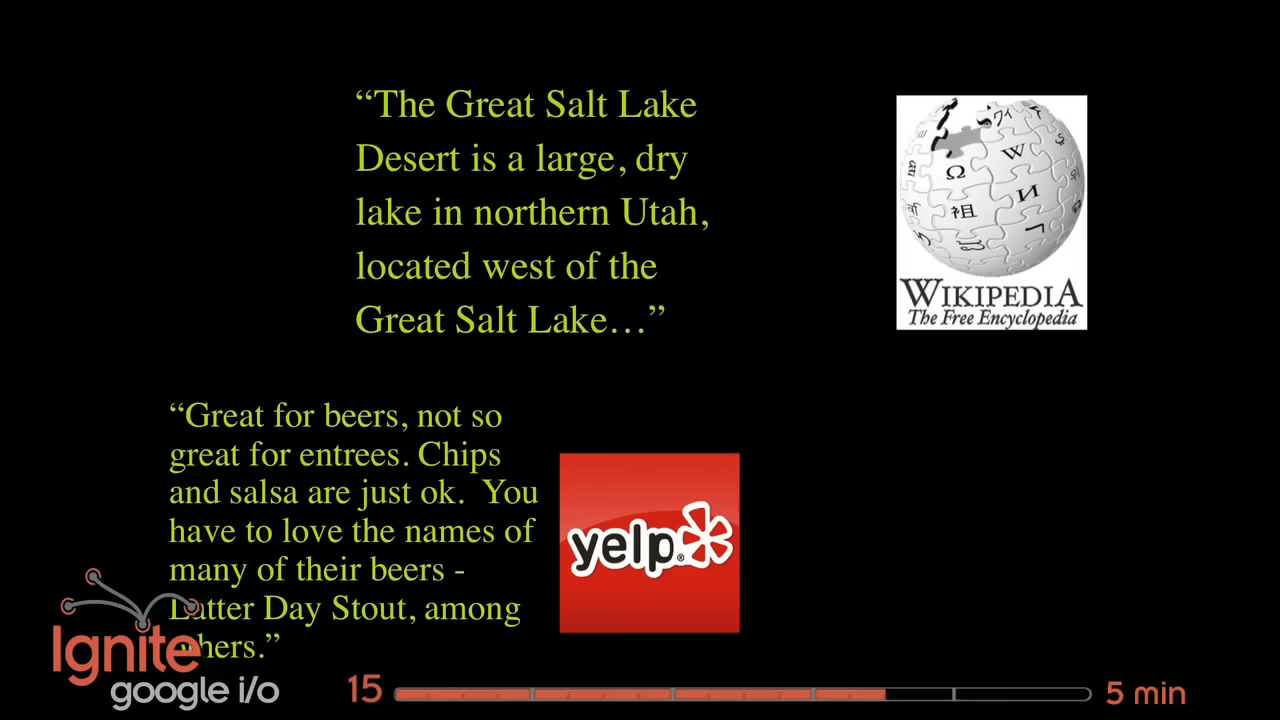 “The Great Salt Lake
Desert is a large, dry
lake in northern Utah,
located west of the
Great Salt Lake…”
WIKIPEDIA
The Free Encyclopedia
“Great for beers, not so
great for entrees. Chips
and salsa are just ok.  You
have to love the names of
many of their beers -
Latter Day Stout, among
others.”
yelp
Ignite
google i/o
15
5 min